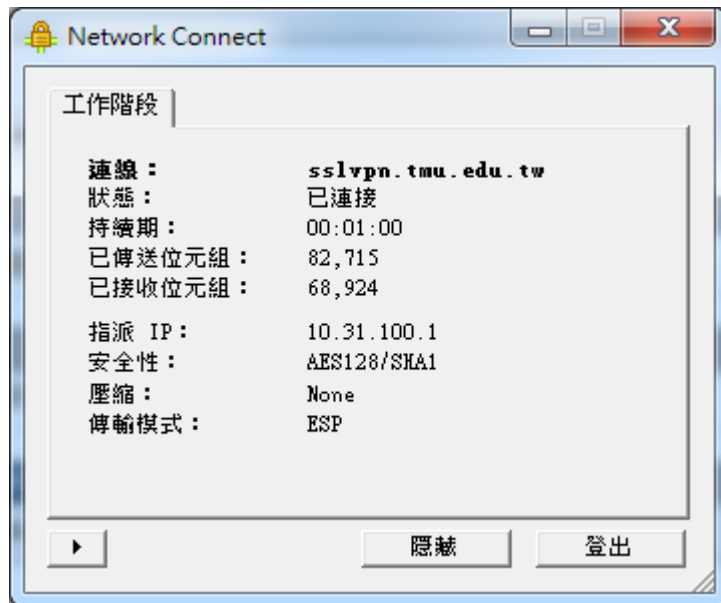 Network Connect
工作階段
連線： sslvpn.tmu.edu.tw
狀態： 已連接
持續期： 00:01:00
已傳送位元組： 82,715
已接收位元組： 68,924
指派 IP： 10.31.100.1
安全性： AES128/SHA1
壓縮： None
傳輸模式： ESP
隱藏 登出